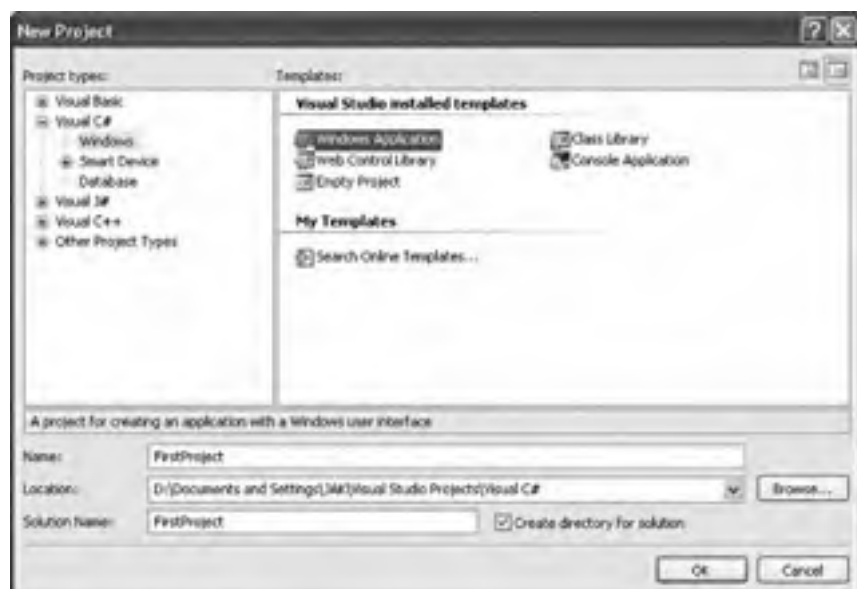 New Project
Project types:
Templates:
Visual Basic
Visual C#
Windows
Smart Device
Database
Visual J#
Visual C++
Other Project Types
Visual Studio installed templates
Windows Application
Class Library
Web Control Library
Console Application
Empty Project
My Templates
Search Online Templates...
A project for creating an application with a Windows user interface
Name:
FirstProject
Location:
D:\Documents and Settings\ \Visual Studio Projects\Visual C#
Browse...
Solution Name:
FirstProject
Create directory for solution
OK
Cancel